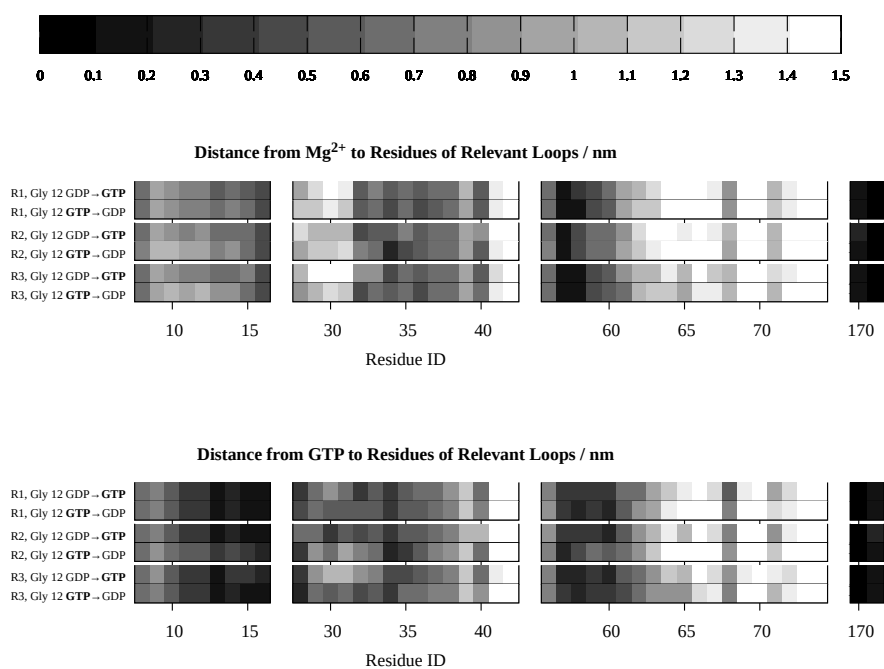 0 0.1 0.2 0.3 0.4 0.5 0.6 0.7 0.8 0.9 1 1.1 1.2 1.3 1.4 1.5
Distance from Mg2+ to Residues of Relevant Loops / nm
R1, Gly 12 GDP→GTP
R1, Gly 12 GTP→GDP
R2, Gly 12 GDP→GTP
R2, Gly 12 GTP→GDP
R3, Gly 12 GDP→GTP
R3, Gly 12 GTP→GDP
10 15 30 35 40 60 65 70 170
Residue ID
Distance from GTP to Residues of Relevant Loops / nm
R1, Gly 12 GDP→GTP
R1, Gly 12 GTP→GDP
R2, Gly 12 GDP→GTP
R2, Gly 12 GTP→GDP
R3, Gly 12 GDP→GTP
R3, Gly 12 GTP→GDP
10 15 30 35 40 60 65 70 170
Residue ID